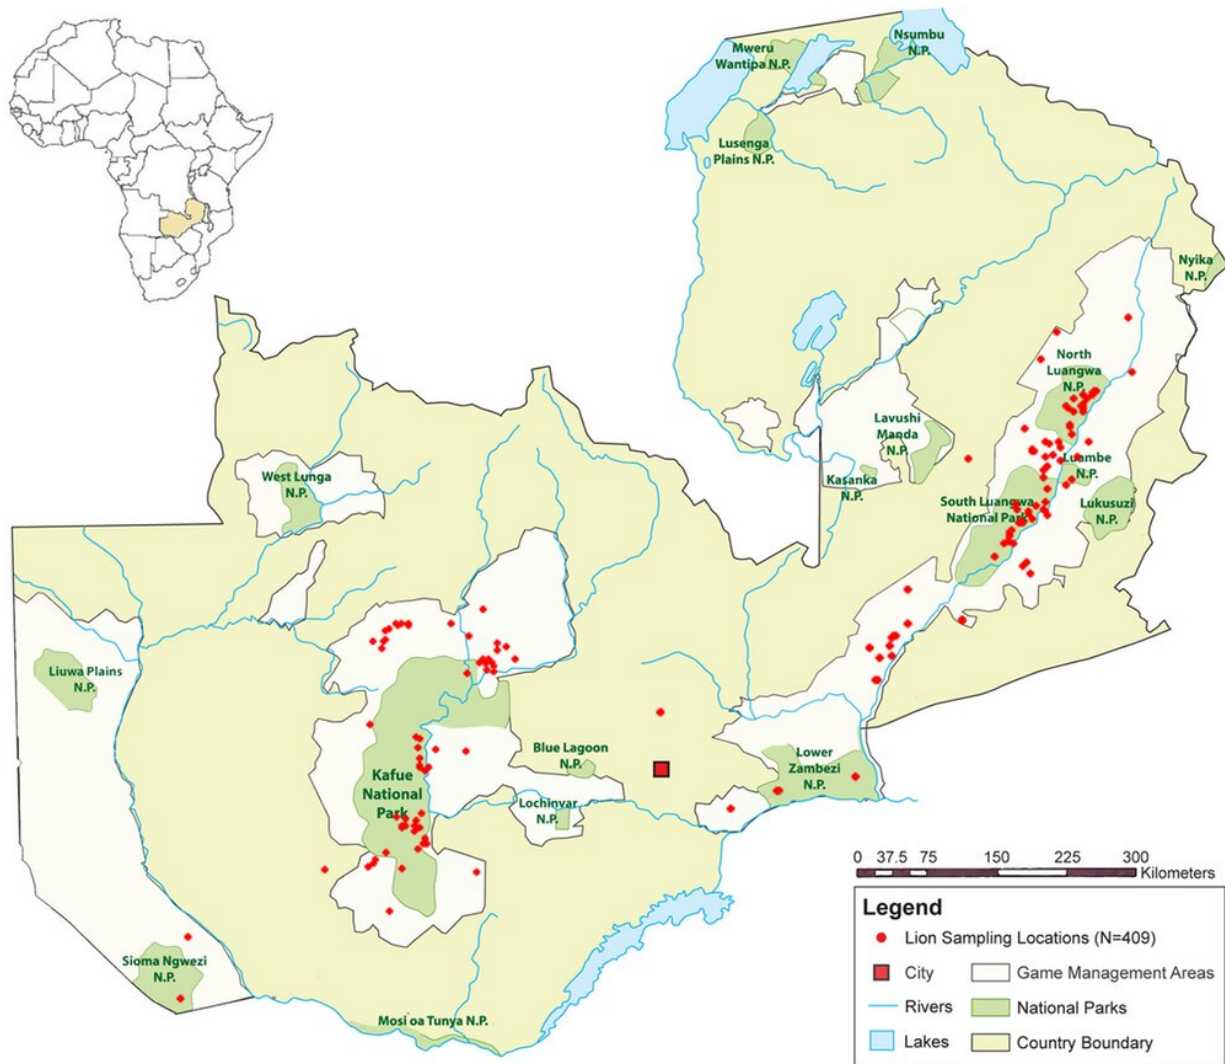 Nsumbu
N.P.
Mweru
Wantipa N.P.
Lusenga
Plains N.P.
Nyika
N.P.
North
Luangwa
N.P.
Lavushi
Manda
N.P.
Luambe
N.P.
Kasanka
N.P.
West Lunga
N.P.
South Luangwa
National Park
Lukusuzi
N.P.
Liuwa Plains
N.P.
Blue Lagoon
N.P.
Lower
Zambezi
N.P.
Kafue
National
Park
Lochinvar
N.P.
Sioma Ngwezi
N.P.
Mosi oa Tunya N.P.
0 37.5 75 150 225 300
Kilometers
Legend
Lion Sampling Locations (N=409)
City Game Management Areas
Rivers National Parks
Lakes Country Boundary